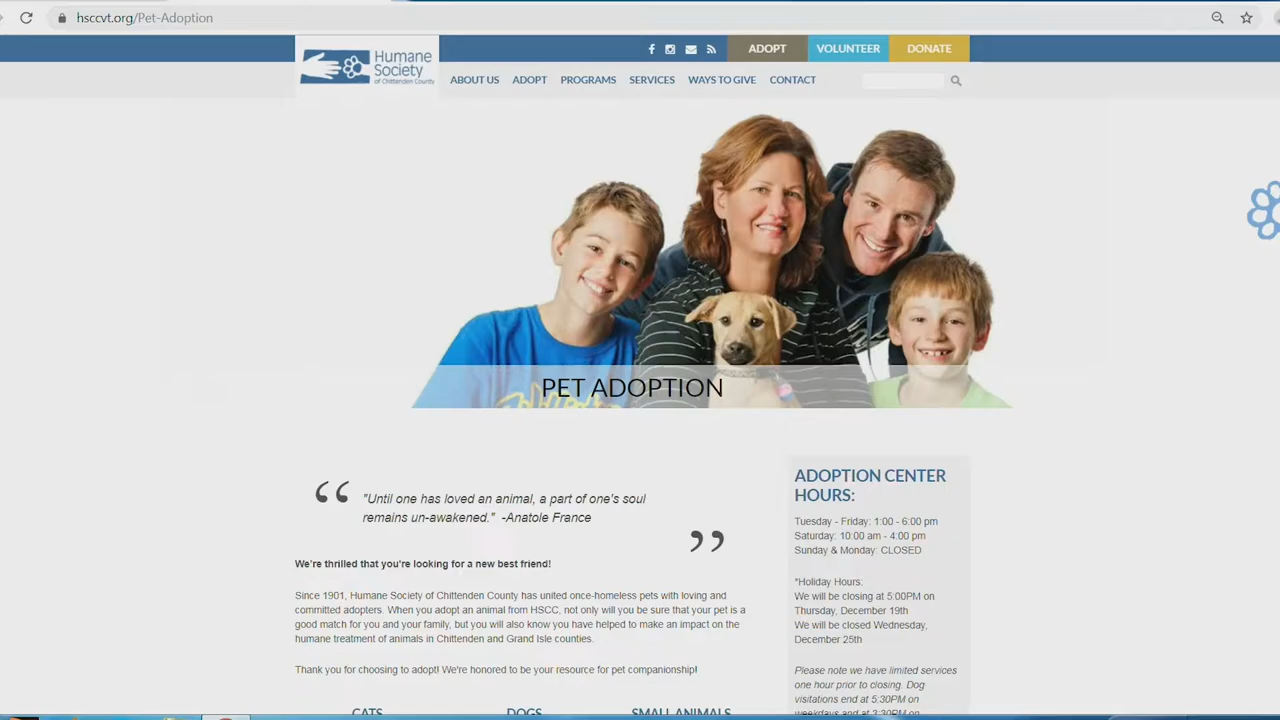 hsccvt.org/Pet-Adoption
ADOPT
VOLUNTEER
DONATE
Humane
Society
of Chittenden County
ABOUT US
ADOPT
PROGRAMS
SERVICES
WAYS TO GIVE
CONTACT
PET ADOPTION
"Until one has loved an animal, a part of one's soul
remains un-awakened." -Anatole France
We're thrilled that you're looking for a new best friend!
Since 1901, Humane Society of Chittenden County has united once-homeless pets with loving and
committed adopters. When you adopt an animal from HSCC, not only will you be sure that your pet is a
good match for you and your family, but you will also know you have helped to make an impact on the
humane treatment of animals in Chittenden and Grand Isle counties.
Thank you for choosing to adopt! We're honored to be your resource for pet companionship!
CATS
DOGS
SMALL ANIMALS
ADOPTION CENTER
HOURS:
Tuesday - Friday: 1:00 - 6:00 pm
Saturday: 10:00 am - 4:00 pm
Sunday & Monday: CLOSED
*Holiday Hours:
We will be closing at 5:00PM on
Thursday, December 19th
We will be closed Wednesday,
December 25th
Please note we have limited services
one hour prior to closing. Dog
visitations end at 5:30PM on
weekdays and at 3:30PM on